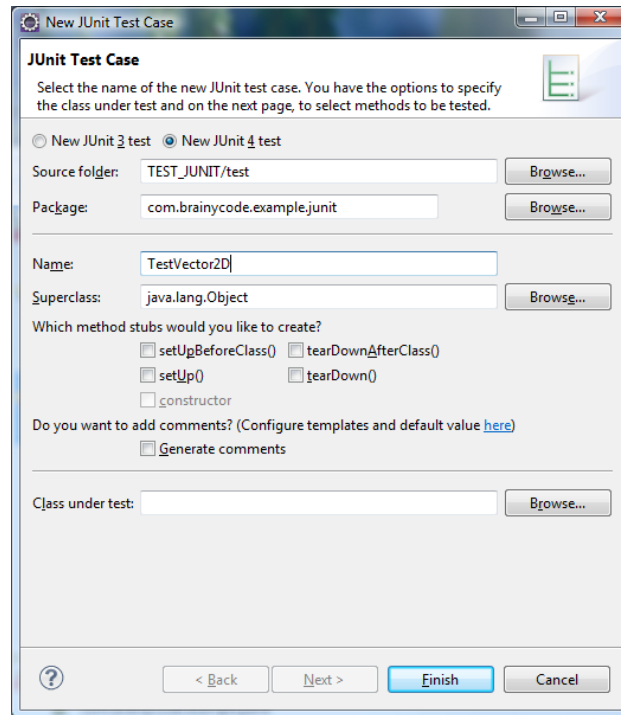 New JUnit Test Case
JUnit Test Case
Select the name of the new JUnit test case. You have the options to specify
the class under test and on the next page, to select methods to be tested.
New JUnit 3 test New JUnit 4 test
Source folder: TEST_JUNIT/test Browse...
Package: com.brainycode.example.junit Browse...
Name: TestVector2D
Superclass: java.lang.Object Browse...
Which method stubs would you like to create?
setUpBeforeClass() tearDownAfterClass()
setUp() tearDown()
constructor
Do you want to add comments? (Configure templates and default value here)
Generate comments
Class under test: Browse...
? < Back Next > Finish Cancel